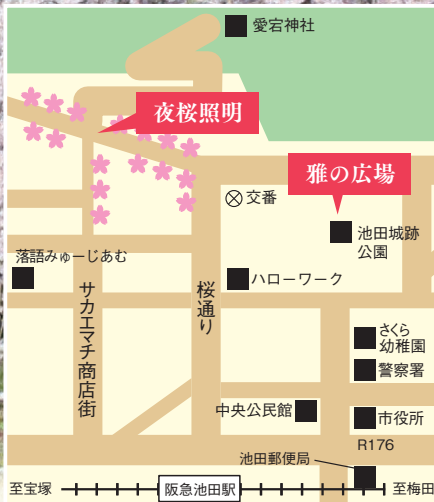 愛宕神社
夜桜照明
雅の広場
交番
池田城跡
公園
落語みゅーじあむ
ハローワーク
サカエマチ商店街
桜通り
さくら
幼稚園
警察署
中央公民館
市役所
R176
池田郵便局
至宝塚
阪急池田駅
至梅田